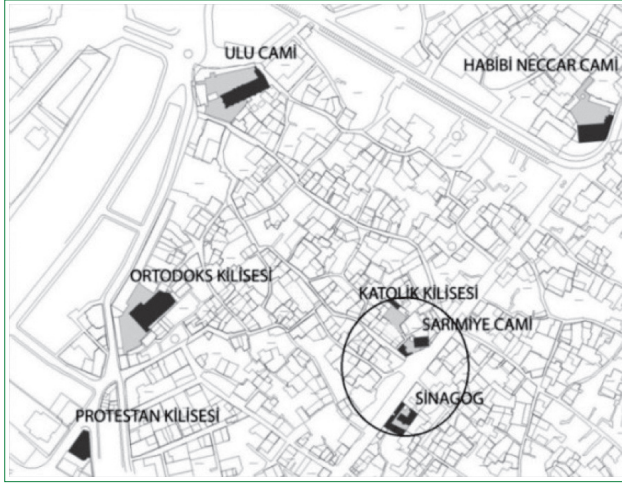 ULU CAMİ
HABİBİ NECCAR CAMİ
ORTODOKS KİLİSESİ
KATOLİK KİLİSESİ
SARIMİYE CAMİ
SİNAGOG
PROTESTAN KİLİSESİ